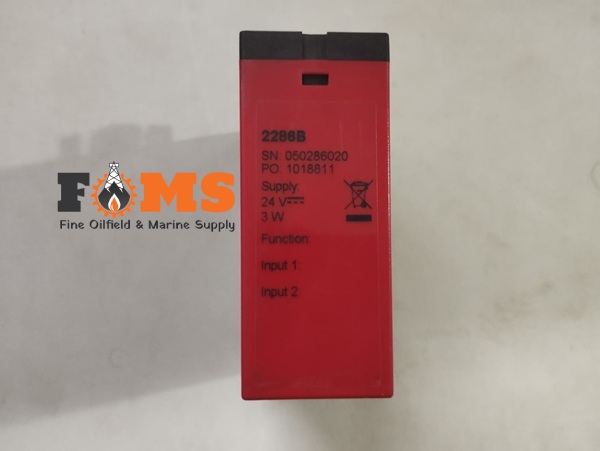 FOMS
Fine Oilfield & Marine Supply
2286B
SN: 050286020
PO: 1018811
Supply:
24 V
3 W
Function:
Input 1:
Input 2: